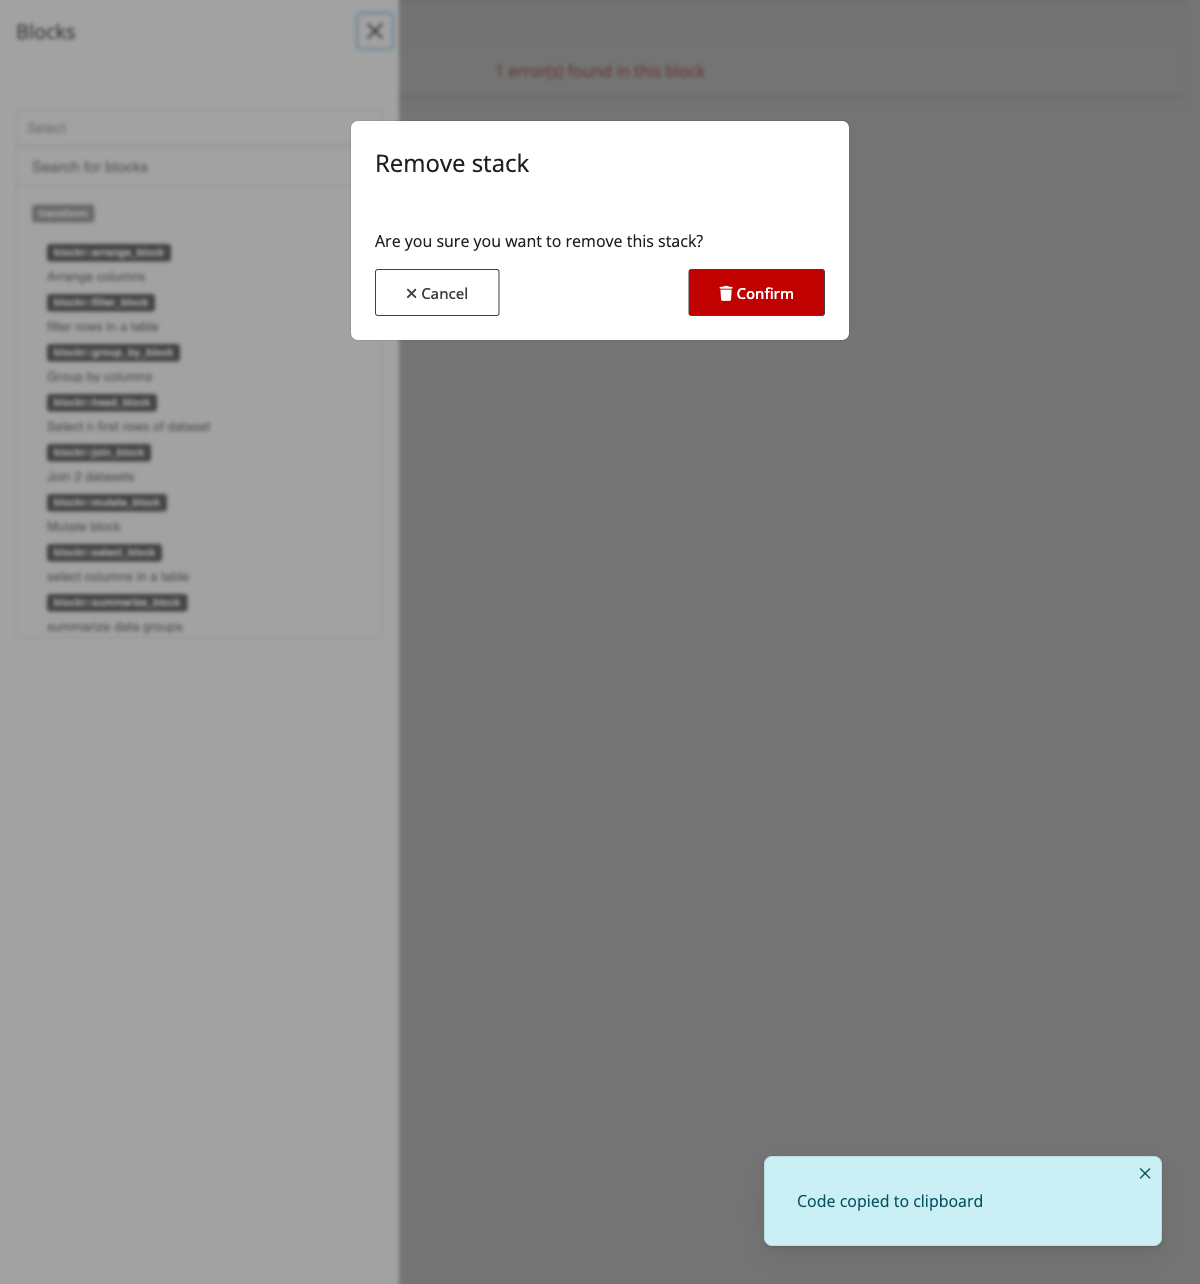 Blocks
1 error(s) found in this block
Select
Search for blocks
transform
blockr::arrange_block
Arrange columns
blockr::filter_block
filter rows in a table
blockr::group_by_block
Group by columns
blockr::head_block
Select n first rows of dataset
blockr::join_block
Join 2 datasets
blockr::mutate_block
Mutate block
blockr::select_block
select columns in a table
blockr::summarize_block
summarize data groups
Remove stack
Are you sure you want to remove this stack?
Cancel
Confirm
Code copied to clipboard